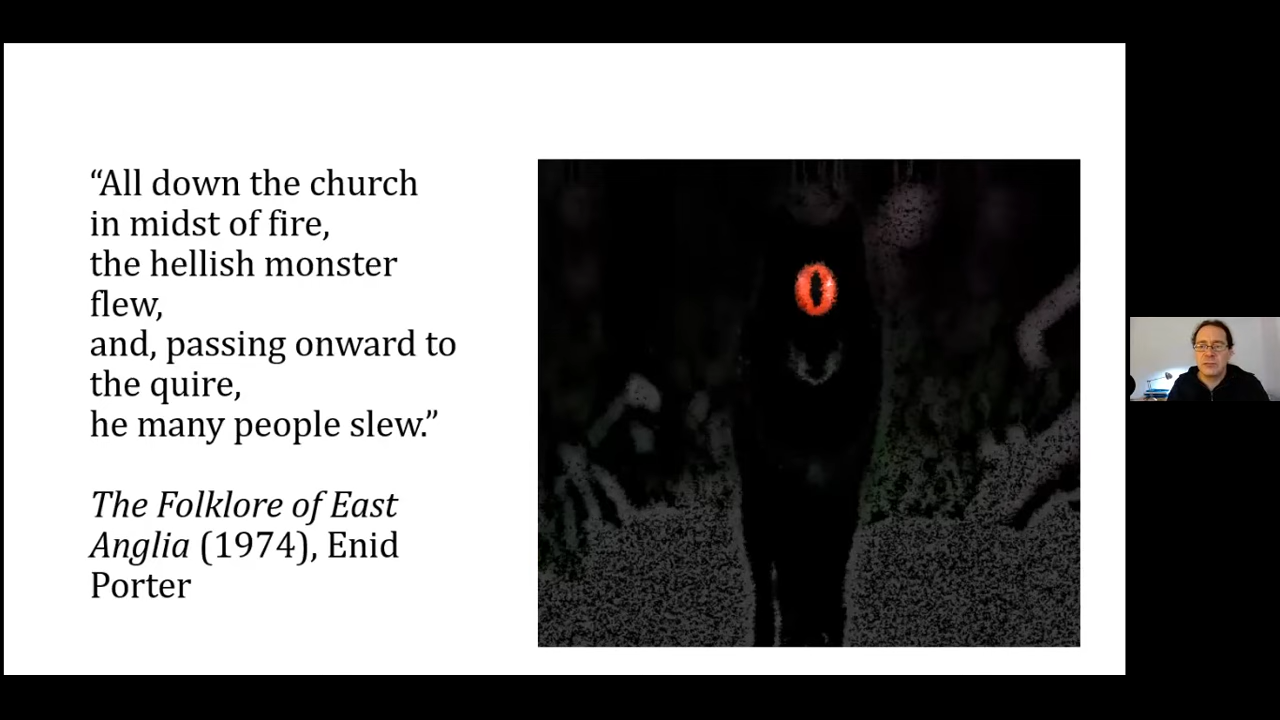 “All down the church
in midst of fire,
the hellish monster
flew,
and, passing onward to
the quire,
he many people slew.”
The Folklore of East
Anglia (1974), Enid
Porter